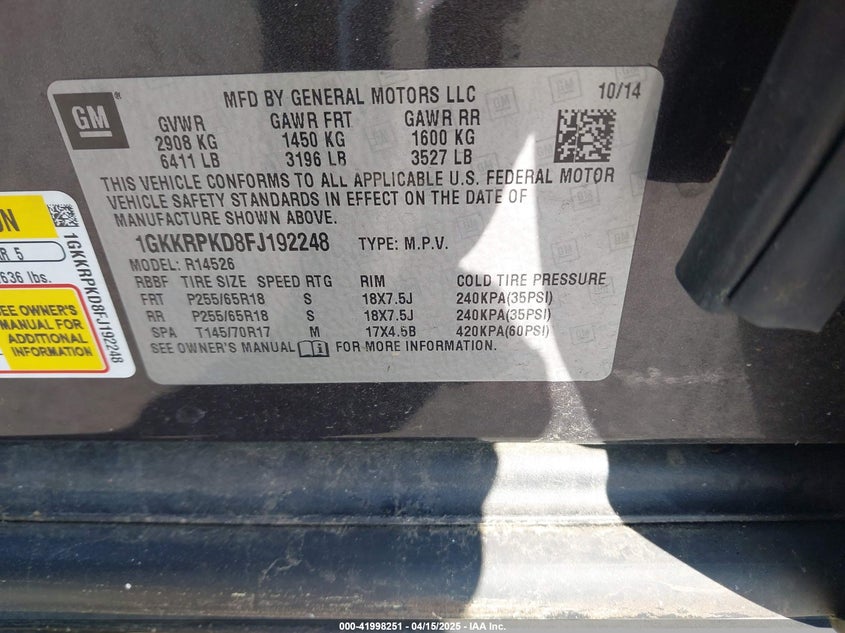 GM
MFD BY GENERAL MOTORS LLC
10/14
GVWR GAWR FRT GAWR RR
2908 KG 1450 KG 1600 KG
6411 LB 3196 LB 3527 LB
THIS VEHICLE CONFORMS TO ALL APPLICABLE U.S. FEDERAL MOTOR
VEHICLE SAFETY STANDARDS IN EFFECT ON THE DATE OF
MANUFACTURE SHOWN ABOVE.
1GKKRPKD8FJ192248 TYPE: M.P.V.
MODEL: R14526
RBBF TIRE SIZE SPEED RTG RIM COLD TIRE PRESSURE
FRT P255/65R18 S 18X7.5J 240KPA(35PSI)
RR P255/65R18 S 18X7.5J 240KPA(35PSI)
SPA T145/70R17 M 17X4.5B 420KPA(60PSI)
SEE OWNER'S MANUAL FOR MORE INFORMATION.
5
636 lbs.
SEE OWNER'S
MANUAL FOR
ADDITIONAL
INFORMATION
1GKKRPKD8FJ192248
000-41998251 - 04/15/2025 - IAA Inc.